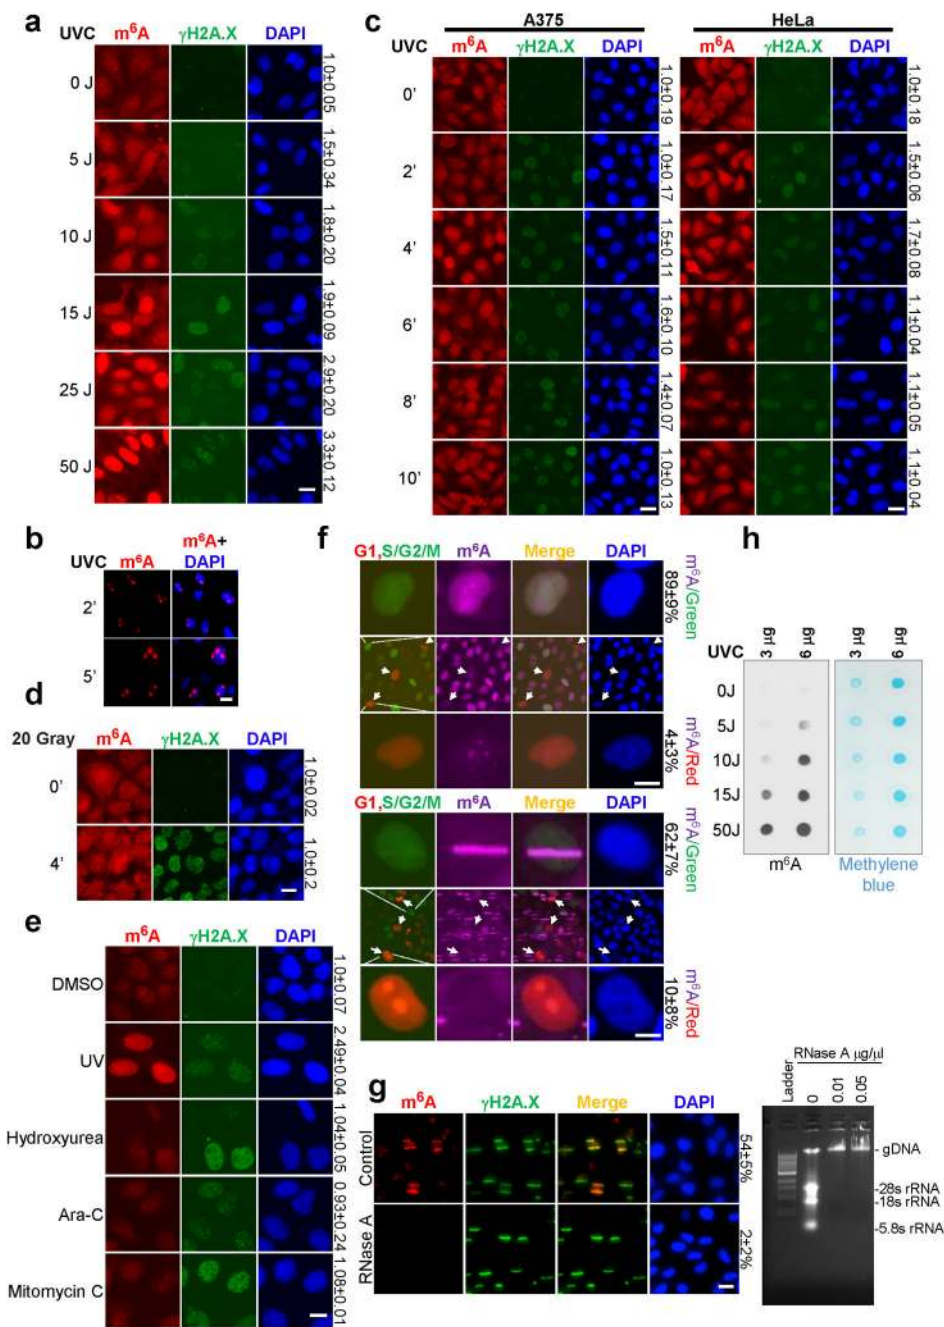 a
UVC m⁶A γH2A.X DAPI
0 J 1.0±0.05
5 J 1.5±0.34
10 J 1.8±0.20
15 J 1.9±0.09
25 J 2.9±0.20
50 J 3.3±0.12
b
UVC m⁶A m⁶A+
DAPI
2'
5'
c
A375 HeLa
UVC m⁶A γH2A.X DAPI m⁶A γH2A.X DAPI
0' 1.0±0.19 1.0±0.18
2' 1.0±0.17 1.5±0.06
4' 1.5±0.11 1.7±0.08
6' 1.6±0.10 1.1±0.04
8' 1.4±0.07 1.1±0.05
10' 1.0±0.13 1.1±0.04
d
20 Gray m⁶A γH2A.X DAPI
0' 1.0±0.02
4' 1.0±0.2
e
m⁶A γH2A.X DAPI
DMSO 1.0±0.07
UV 2.49±0.04
Hydroxyurea 1.04±0.05
Ara-C 0.93±0.24
Mitomycin C 1.08±0.01
f
G1,S/G2/M m⁶A Merge DAPI
89±9% m⁶A/Green
4±3% m⁶A/Red
G1,S/G2/M m⁶A Merge DAPI
62±7% m⁶A/Green
10±8% m⁶A/Red
g
m⁶A γH2A.X Merge DAPI
Control 54±5%
RNase A 2±2%
RNase A µg/µl
Ladder 0 0.01 0.05
- gDNA
-28s rRNA
-18s rRNA
-5.8s rRNA
h
UVC 3 µg 6 µg 3 µg 6 µg
0J
5J
10J
15J
50J
m⁶A Methylene
blue